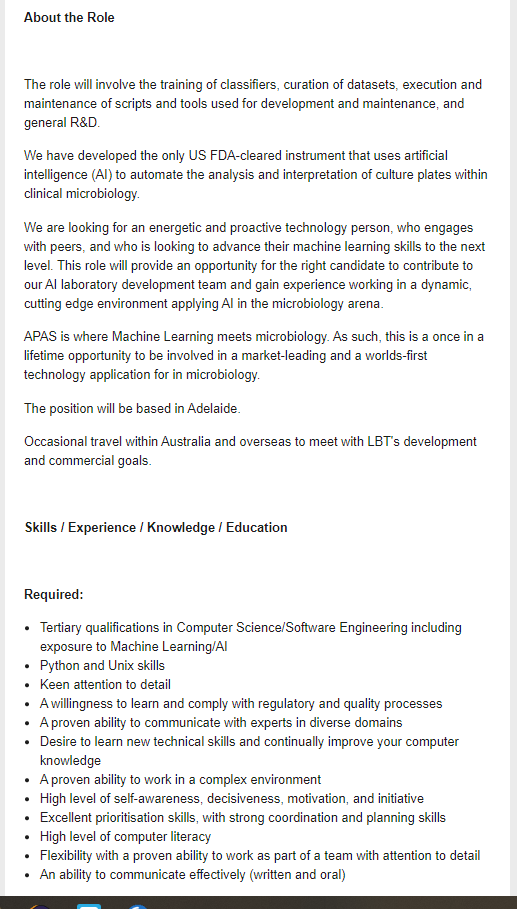 About the Role
The role will involve the training of classifiers, curation of datasets, execution and
maintenance of scripts and tools used for development and maintenance, and
general R&D.
We have developed the only US FDA-cleared instrument that uses artificial
intelligence (AI) to automate the analysis and interpretation of culture plates within
clinical microbiology.
We are looking for an energetic and proactive technology person, who engages
with peers, and who is looking to advance their machine learning skills to the next
level. This role will provide an opportunity for the right candidate to contribute to
our AI laboratory development team and gain experience working in a dynamic,
cutting edge environment applying AI in the microbiology arena.
APAS is where Machine Learning meets microbiology. As such, this is a once in a
lifetime opportunity to be involved in a market-leading and a worlds-first
technology application for in microbiology.
The position will be based in Adelaide.
Occasional travel within Australia and overseas to meet with LBT's development
and commercial goals.
Skills / Experience / Knowledge / Education
Required:
• Tertiary qualifications in Computer Science/Software Engineering including
exposure to Machine Learning/AI
• Python and Unix skills
• Keen attention to detail
• A willingness to learn and comply with regulatory and quality processes
• A proven ability to communicate with experts in diverse domains
• Desire to learn new technical skills and continually improve your computer
knowledge
• A proven ability to work in a complex environment
• High level of self-awareness, decisiveness, motivation, and initiative
• Excellent prioritisation skills, with strong coordination and planning skills
• High level of computer literacy
• Flexibility with a proven ability to work as part of a team with attention to detail
• An ability to communicate effectively (written and oral)